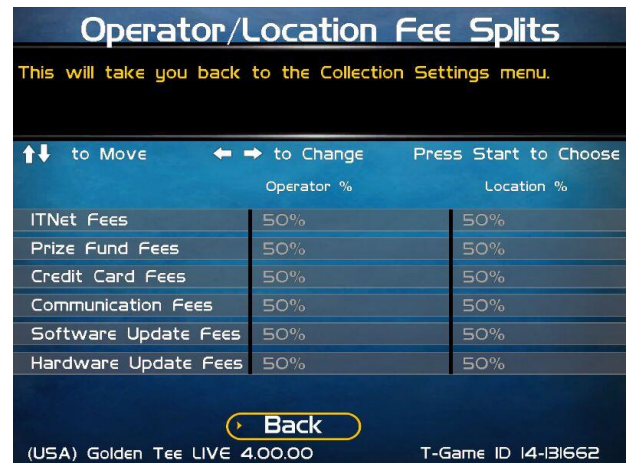 Operator/Location Fee Splits
This will take you back to the Collection Settings menu.
to Move to Change Press Start to Choose
Operator % Location %
ITNet Fees 50% 50%
Prize Fund Fees 50% 50%
Credit Card Fees 50% 50%
Communication Fees 50% 50%
Software Update Fees 50% 50%
Hardware Update Fees 50% 50%
Back
(USA) Golden Tee LIVE 4.00.00 T-Game ID 14-131662